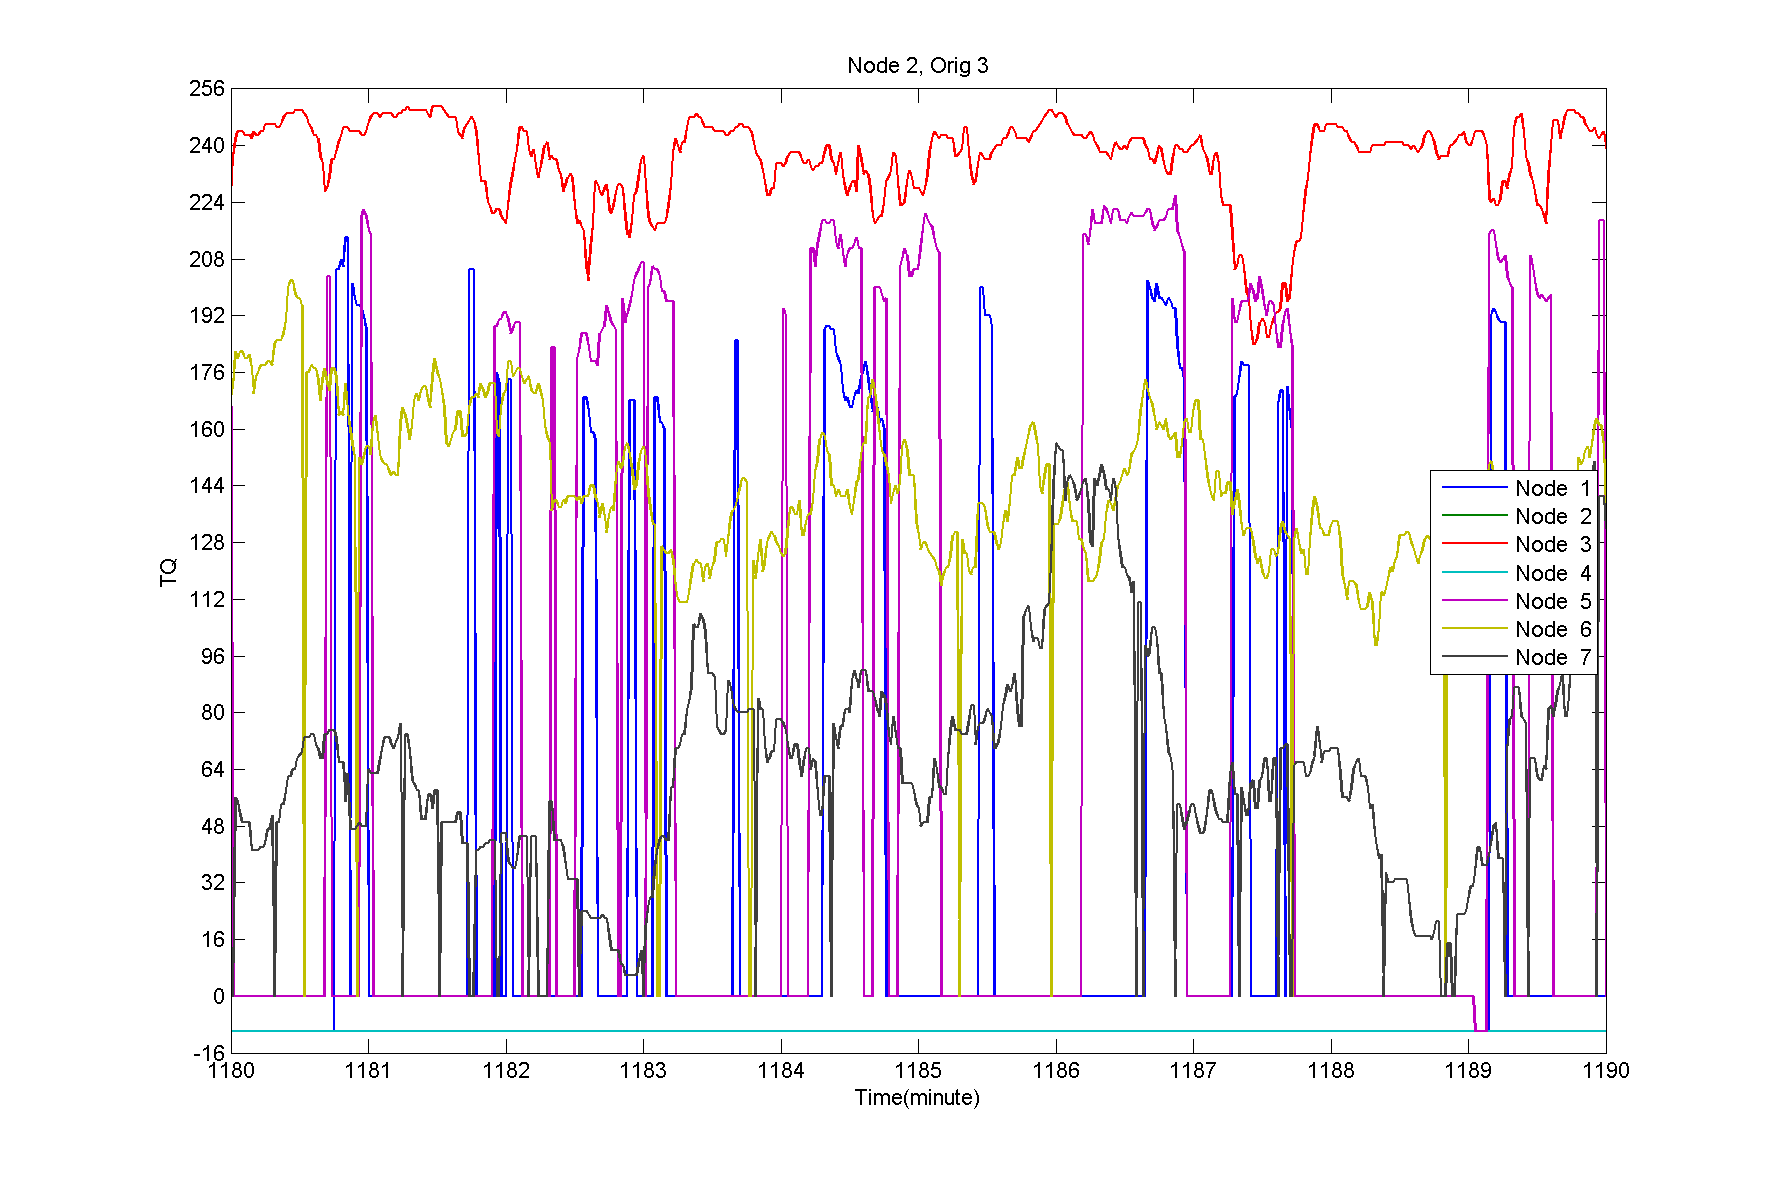 Node 2, Orig 3
256
240
224
208
192
176
160
144
128
112
96
80
64
48
32
16
0
-16
TQ
Node 1
Node 2
Node 3
Node 4
Node 5
Node 6
Node 7
1180 1181 1182 1183 1184 1185 1186 1187 1188 1189 1190
Time(minute)